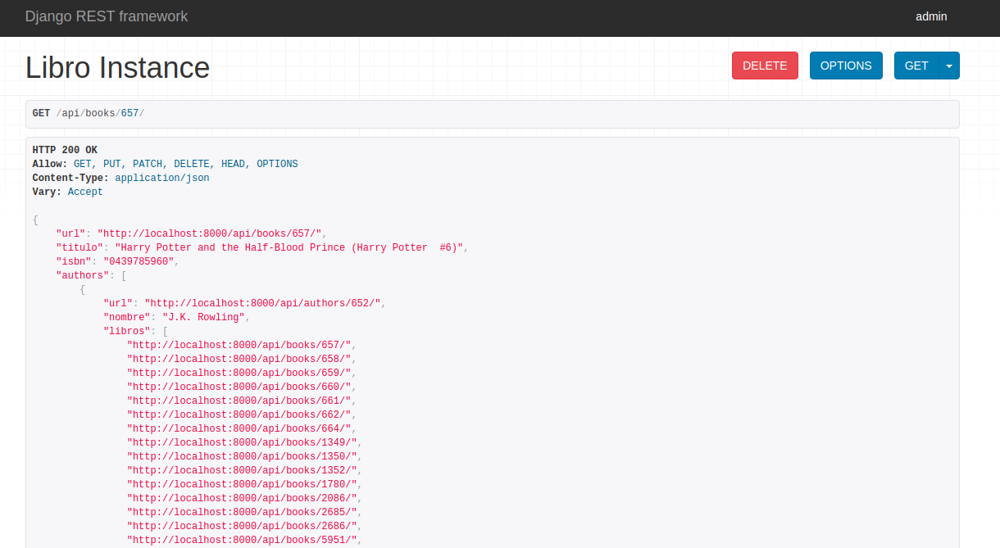 Django REST framework
admin
Libro Instance
DELETE
OPTIONS
GET
GET /api/books/657/
HTTP 200 OK
Allow: GET, PUT, PATCH, DELETE, HEAD, OPTIONS
Content-Type: application/json
Vary: Accept
{
    "url": "http://localhost:8000/api/books/657/",
    "titulo": "Harry Potter and the Half-Blood Prince (Harry Potter  #6)",
    "isbn": "0439785960",
    "authors": [
        {
            "url": "http://localhost:8000/api/authors/652/",
            "nombre": "J.K. Rowling",
            "libros": [
                "http://localhost:8000/api/books/657/",
                "http://localhost:8000/api/books/658/",
                "http://localhost:8000/api/books/659/",
                "http://localhost:8000/api/books/660/",
                "http://localhost:8000/api/books/661/",
                "http://localhost:8000/api/books/662/",
                "http://localhost:8000/api/books/664/",
                "http://localhost:8000/api/books/1349/",
                "http://localhost:8000/api/books/1350/",
                "http://localhost:8000/api/books/1352/",
                "http://localhost:8000/api/books/1780/",
                "http://localhost:8000/api/books/2086/",
                "http://localhost:8000/api/books/2685/",
                "http://localhost:8000/api/books/2686/",
                "http://localhost:8000/api/books/5951/",